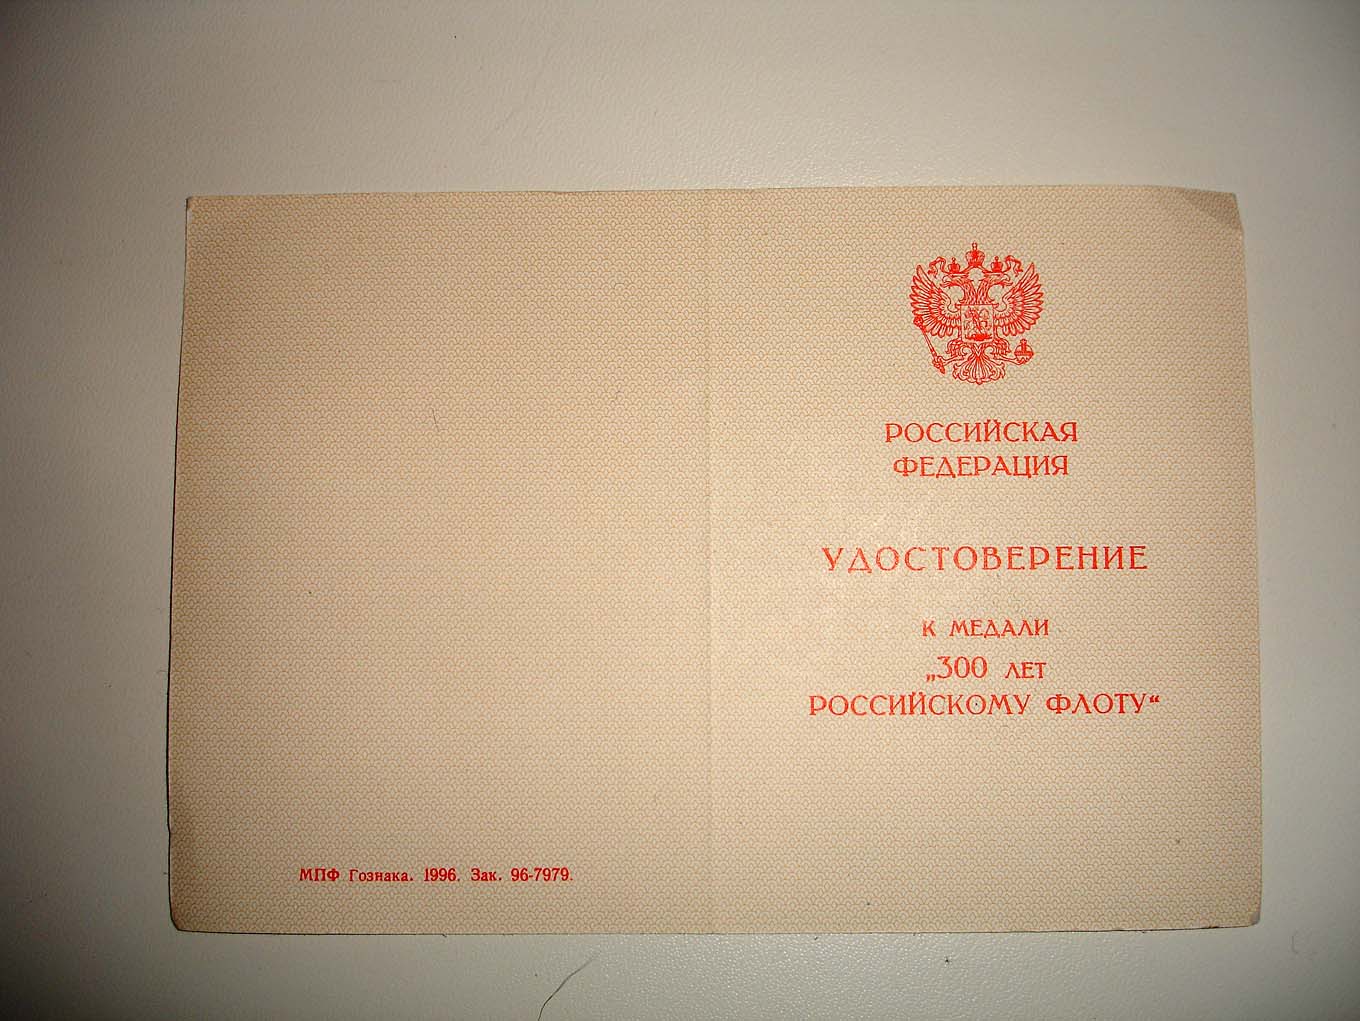 РОССИЙСКАЯ
ФЕДЕРАЦИЯ
УДОСТОВЕРЕНИЕ
К МЕДАЛИ
„300 ЛЕТ
РОССИЙСКОМУ ФЛОТУ“
МПФ Гознака. 1996. Зак. 96-7979.